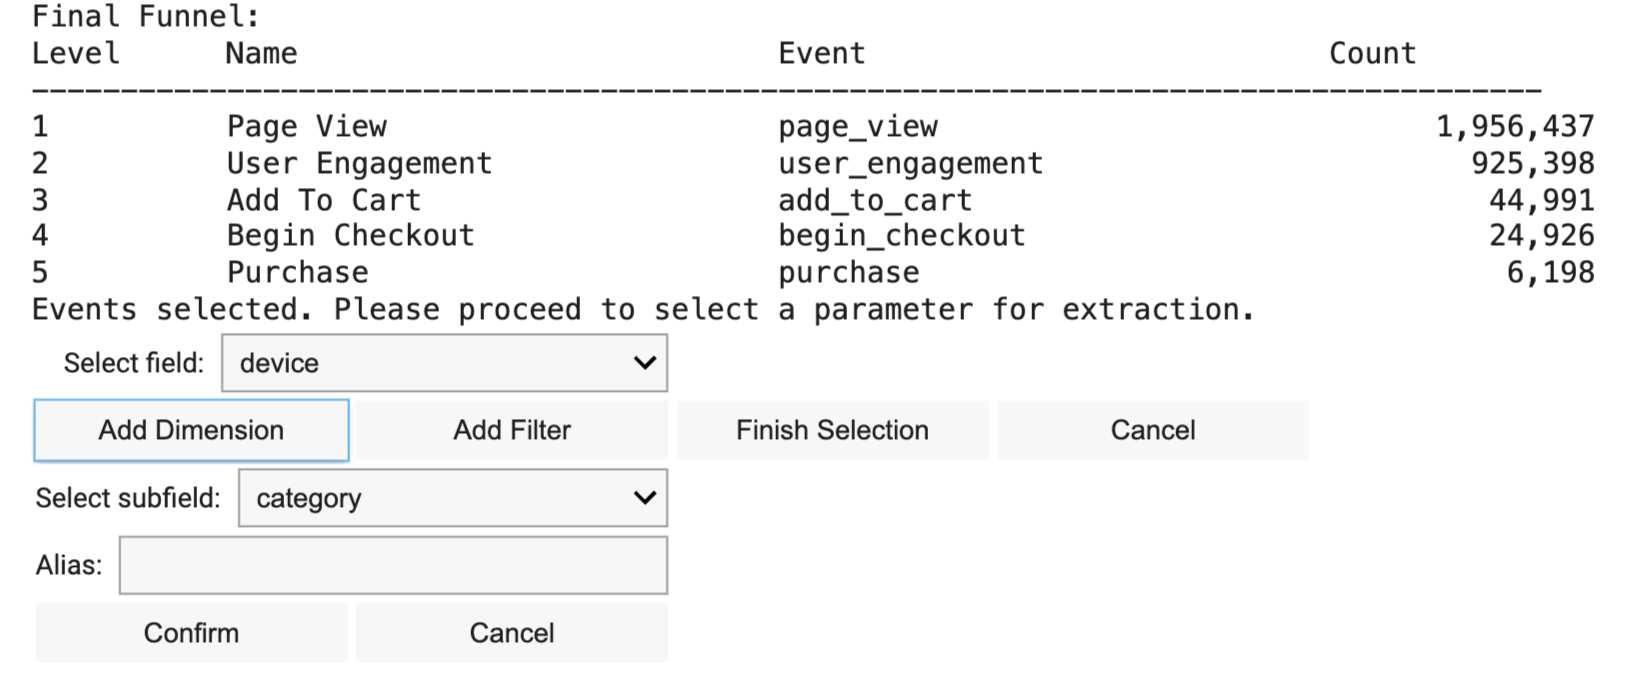 Final Funnel:
Level Name Event Count
-------------------------------------------------------------------------------------
1 Page View page_view 1,956,437
2 User Engagement user_engagement 925,398
3 Add To Cart add_to_cart 44,991
4 Begin Checkout begin_checkout 24,926
5 Purchase purchase 6,198
Events selected. Please proceed to select a parameter for extraction.
Select field: device
Add Dimension Add Filter Finish Selection Cancel
Select subfield: category
Alias:
Confirm Cancel